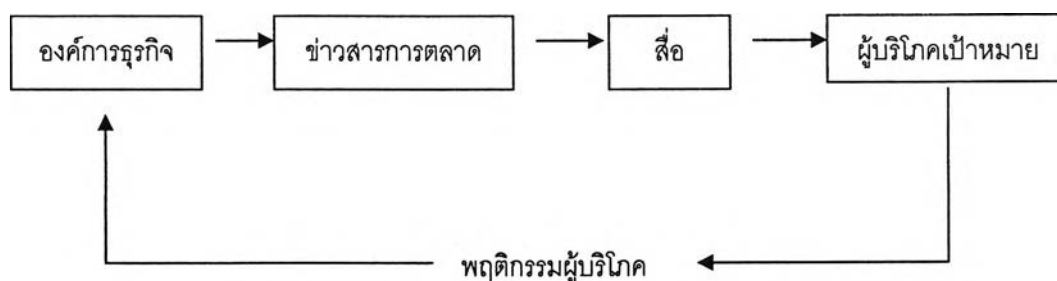 องค์การธุรกิจ
ข่าวสารการตลาด
สื่อ
ผู้บริโภคเป้าหมาย
พฤติกรรมผู้บริโภค